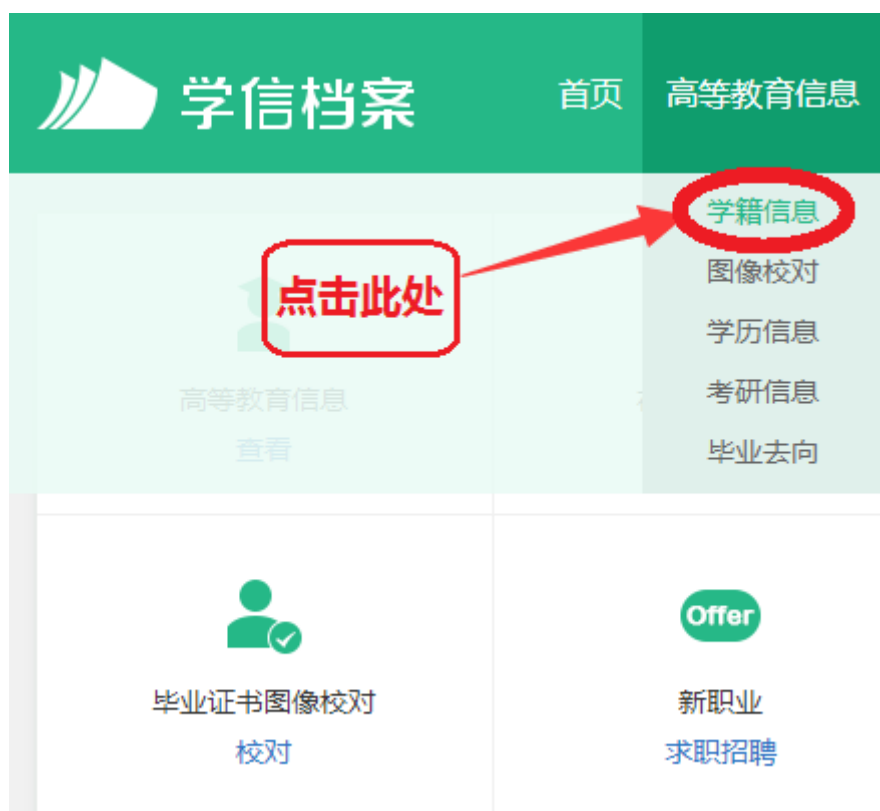 学信档案
首页
高等教育信息
学籍信息
图像校对
学历信息
考研信息
毕业去向
点击此处
高等教育信息
查看
毕业证书图像校对
校对
Offer
新职业
求职招聘